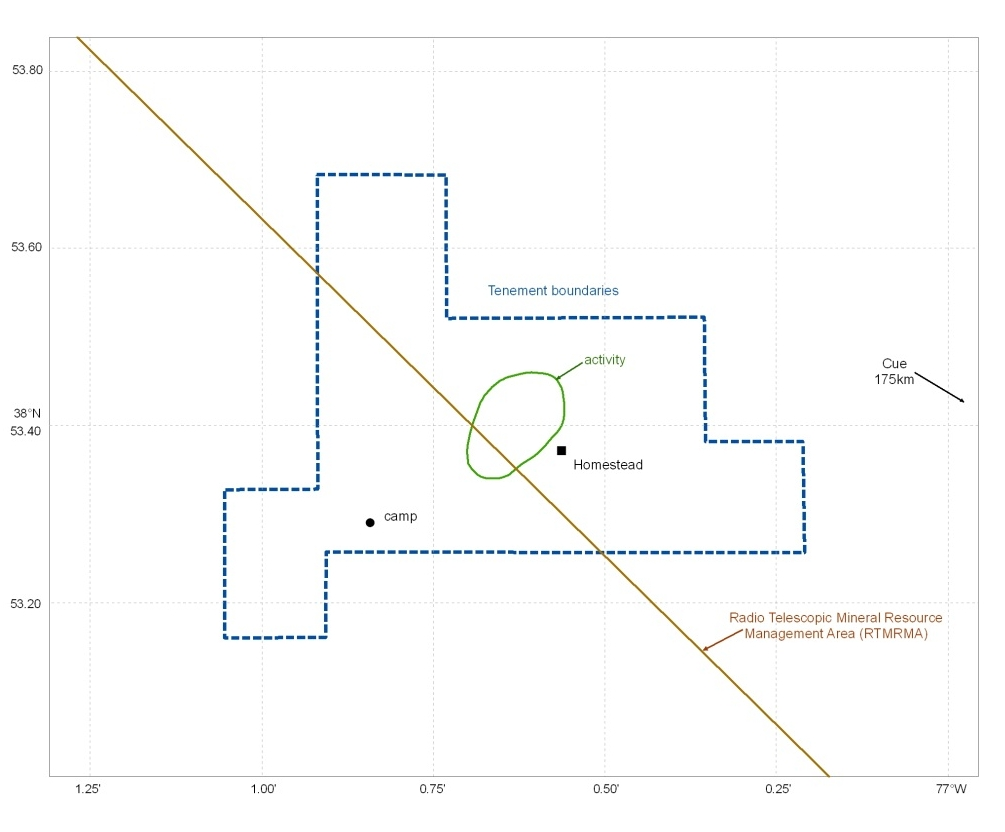 53.80
53.60
Tenement boundaries
activity
Cue
175km
38°N
53.40
Homestead
camp
53.20
Radio Telescopic Mineral Resource
Management Area (RTMRMA)
1.25'
1.00'
0.75'
0.50'
0.25'
77°W